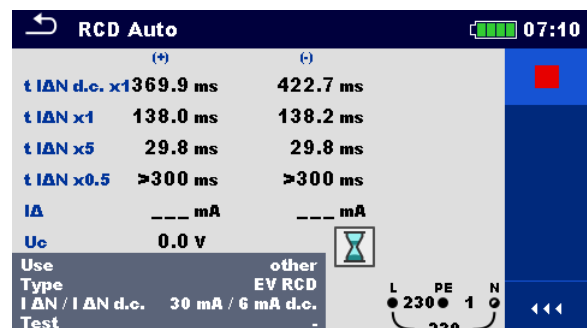 RCD Auto 07:10
(+) (-)
t IΔN d.c. x1 369.9 ms 422.7 ms
t IΔN x1 138.0 ms 138.2 ms
t IΔN x5 29.8 ms 29.8 ms
t IΔN x0.5 >300 ms >300 ms
IΔ ___ mA ___ mA
Uc 0.0 V
Use other
Type EV RCD
I ΔN / I ΔN d.c. 30 mA / 6 mA d.c.
Test -
L PE N
230 1
230